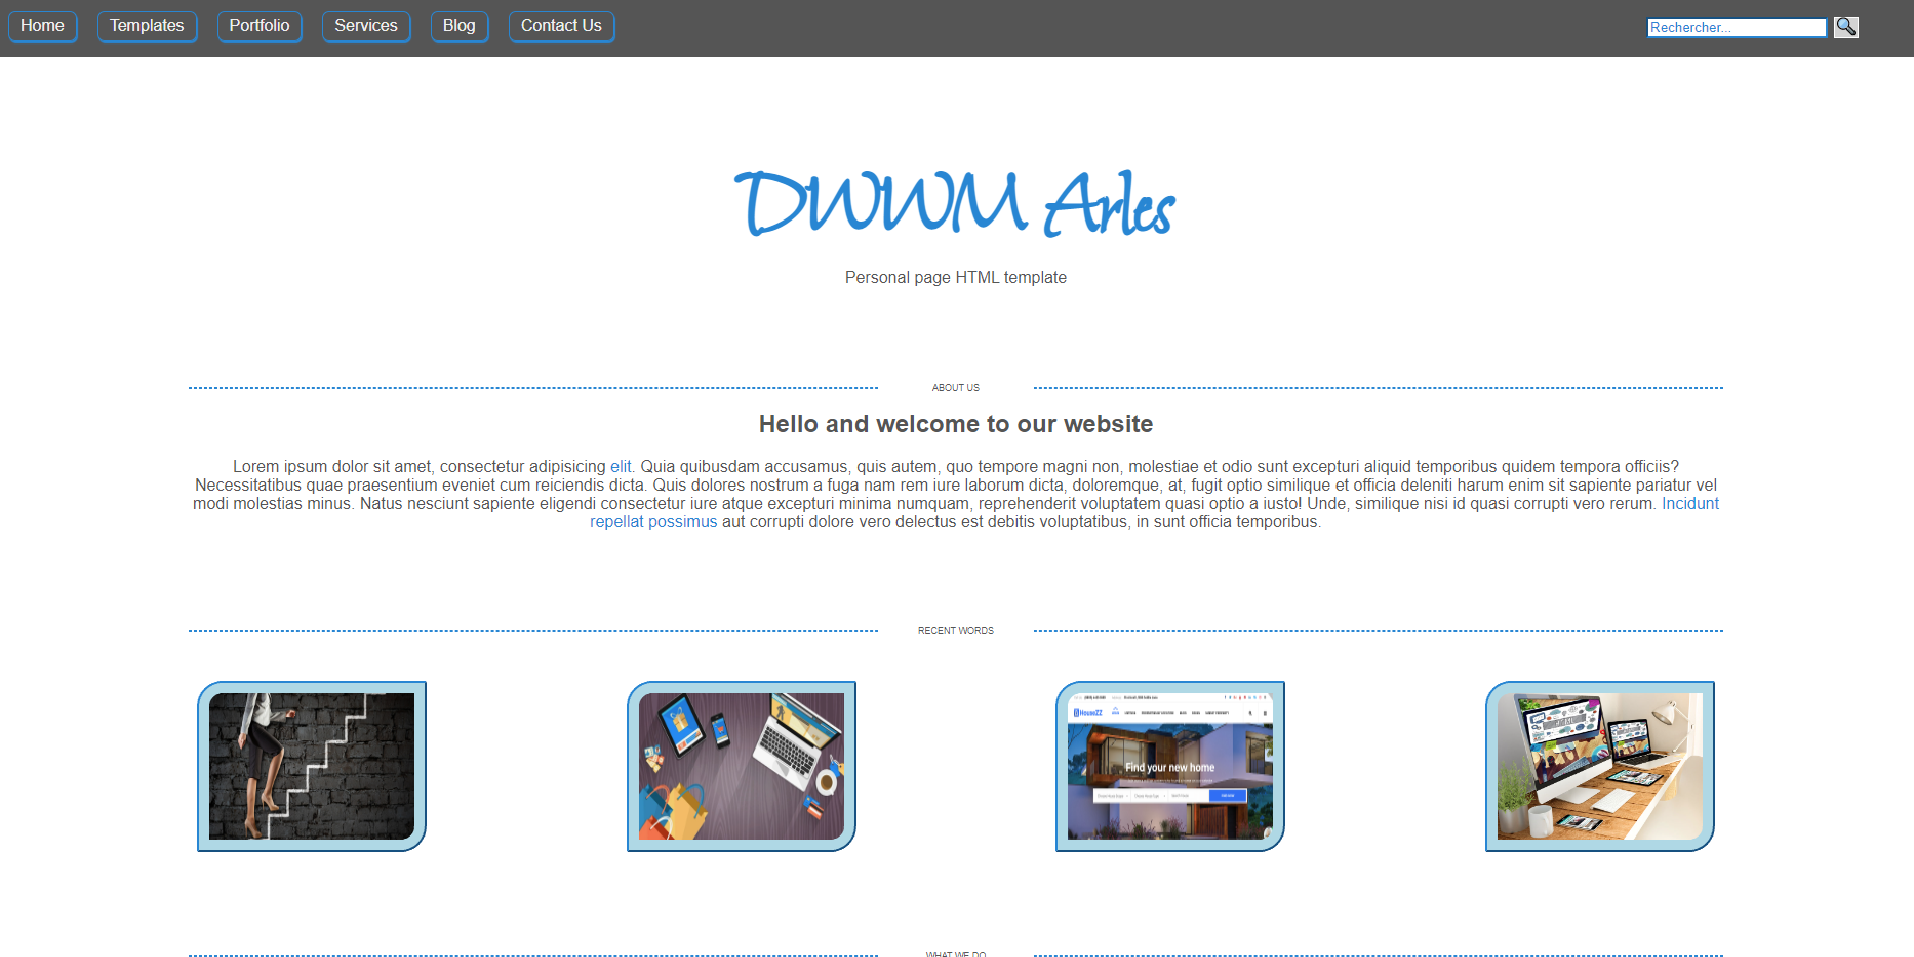 Home Templates Portfolio Services Blog Contact Us Rechercher...
DWWM Arles
Personal page HTML template
ABOUT US
Hello and welcome to our website
Lorem ipsum dolor sit amet, consectetur adipisicing elit. Quia quibusdam accusamus, quis autem, quo tempore magni non, molestiae et odio sunt excepturi aliquid temporibus quidem tempora officiis?
Necessitatibus quae praesentium eveniet cum reiciendis dicta. Quis dolores nostrum a fuga nam rem iure laborum dicta, doloremque, at, fugit optio similique et officia deleniti harum enim sit sapiente pariatur vel
modi molestias minus. Natus nesciunt sapiente eligendi consectetur iure atque excepturi minima numquam, reprehenderit voluptatem quasi optio a iusto! Unde, similique nisi id quasi corrupti vero rerum. Incidunt
repellat possimus aut corrupti dolore vero delectus est debitis voluptatibus, in sunt officia temporibus.
RECENT WORDS
HouseZZ
Find your new home
WHAT WE DO